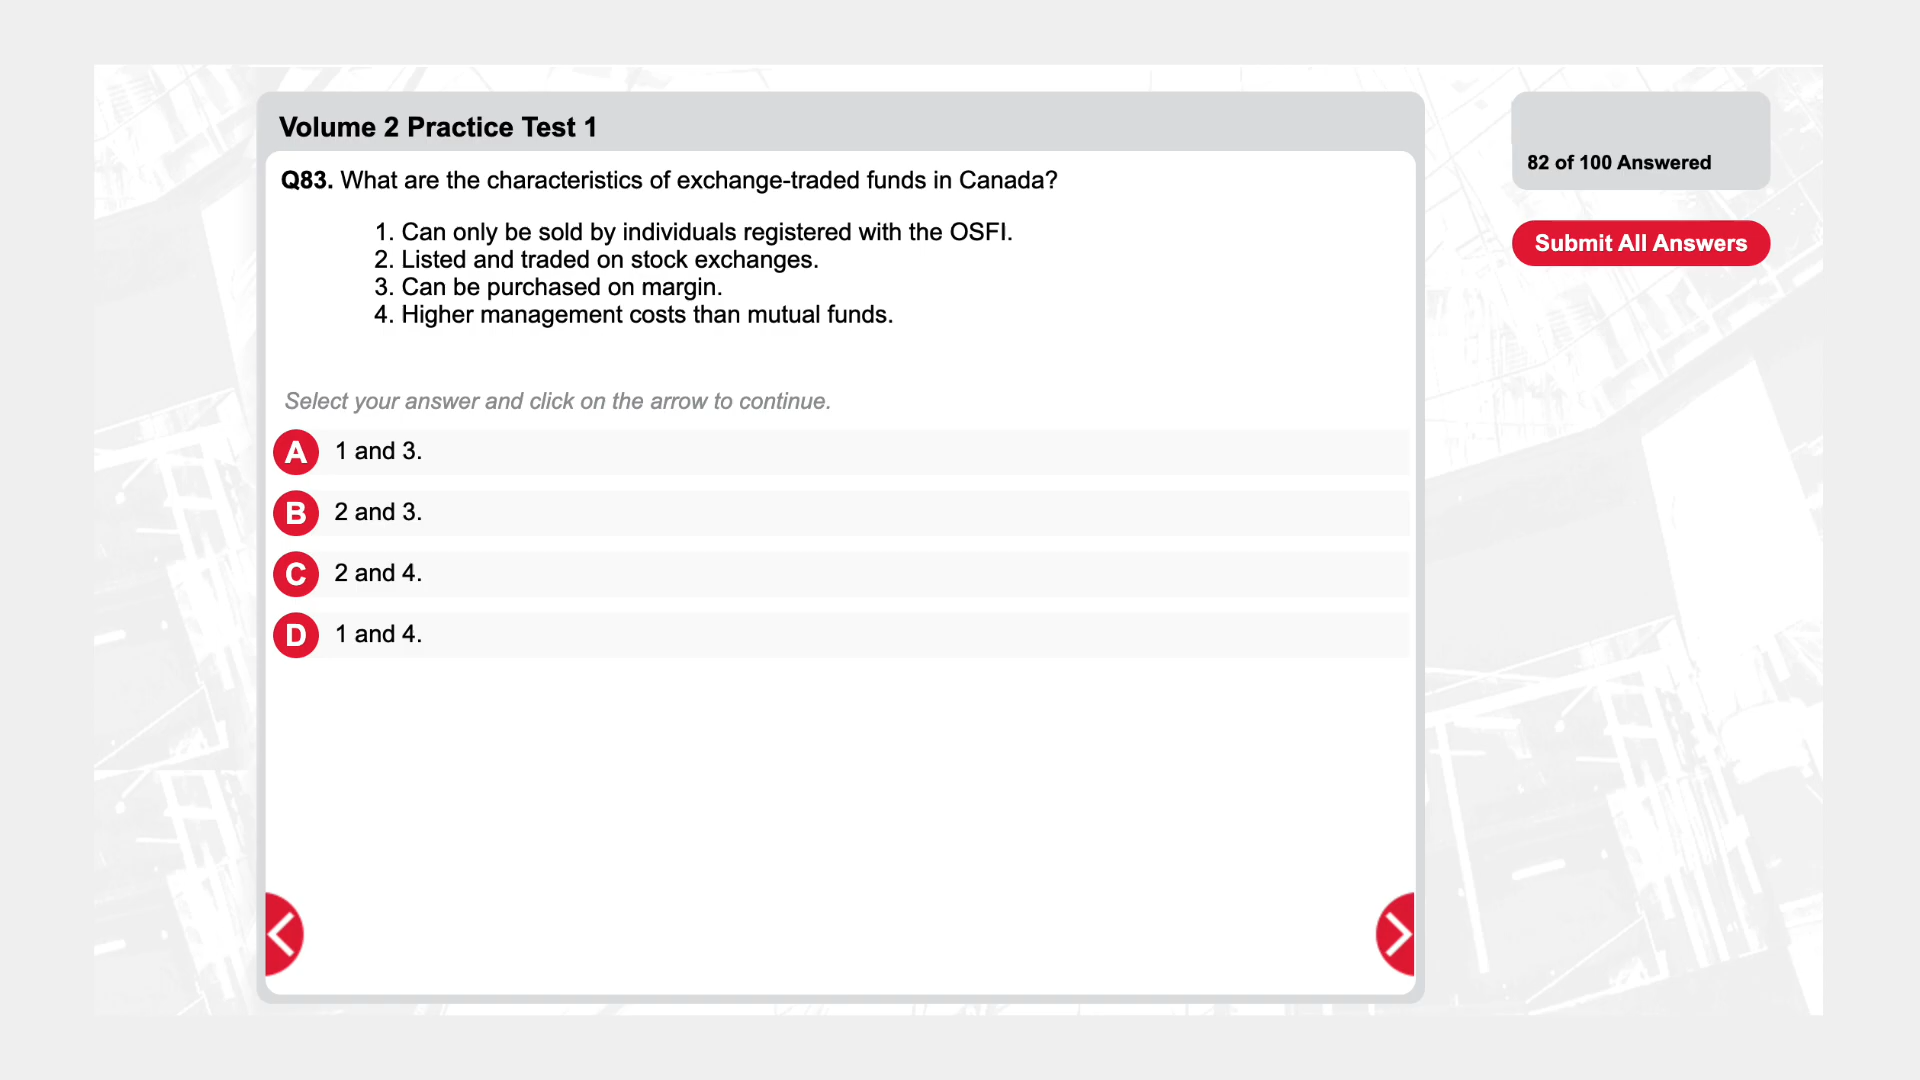 Volume 2 Practice Test 1
82 of 100 Answered
Submit All Answers
Q83. What are the characteristics of exchange-traded funds in Canada?
1. Can only be sold by individuals registered with the OSFI.
2. Listed and traded on stock exchanges.
3. Can be purchased on margin.
4. Higher management costs than mutual funds.
Select your answer and click on the arrow to continue.
A 1 and 3.
B 2 and 3.
C 2 and 4.
D 1 and 4.